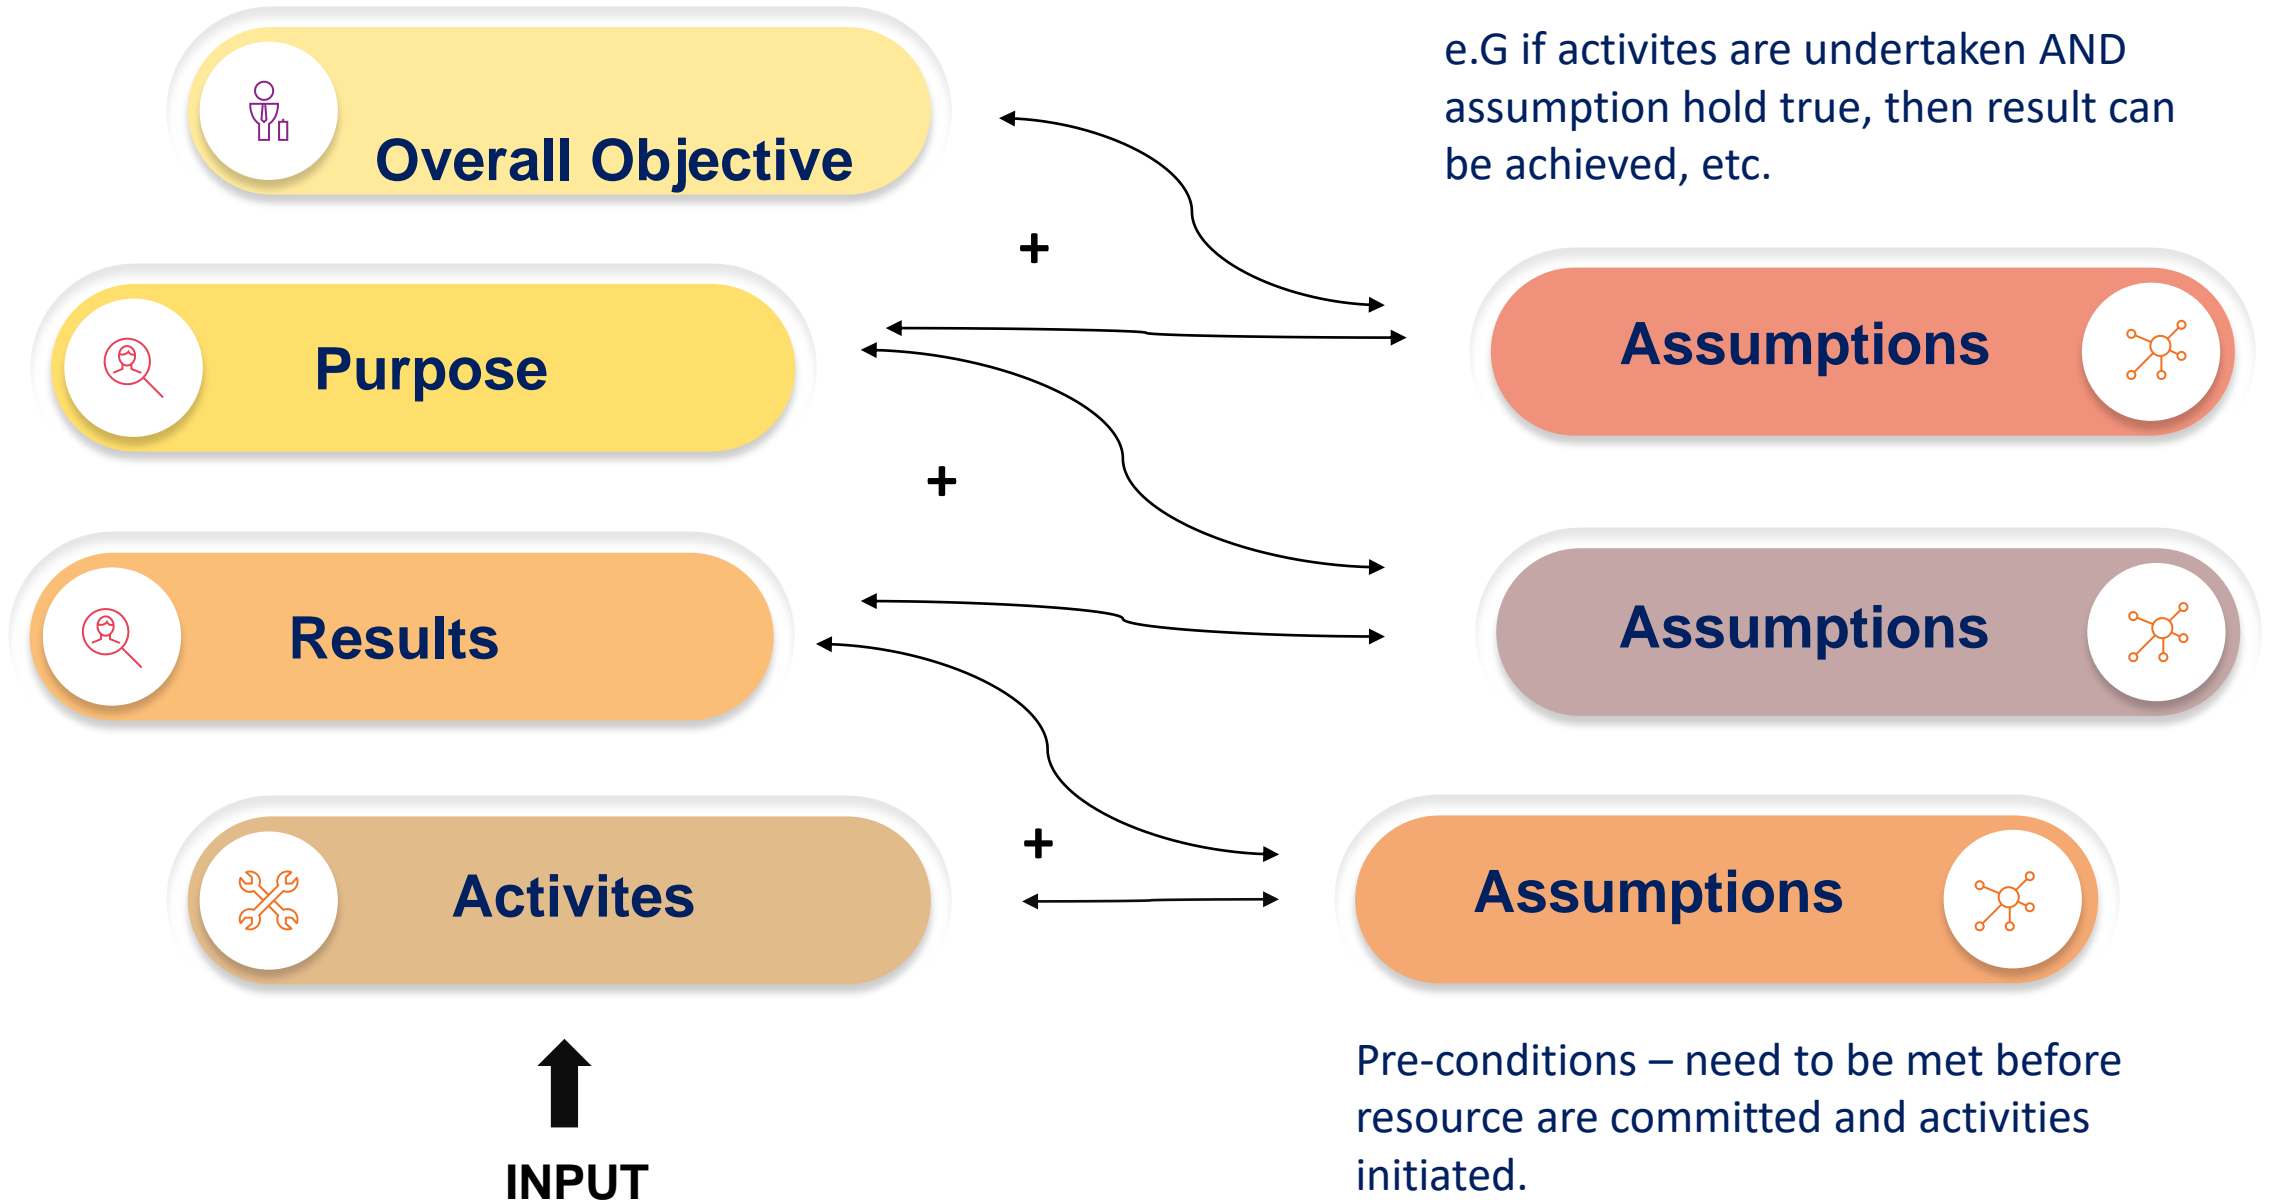 e.G if activites are undertaken AND
assumption hold true, then result can
be achieved, etc.
Overall Objective
+
Purpose
Assumptions
+
Results
Assumptions
+
Activites
Assumptions
INPUT
Pre-conditions – need to be met before
resource are committed and activities
initiated.